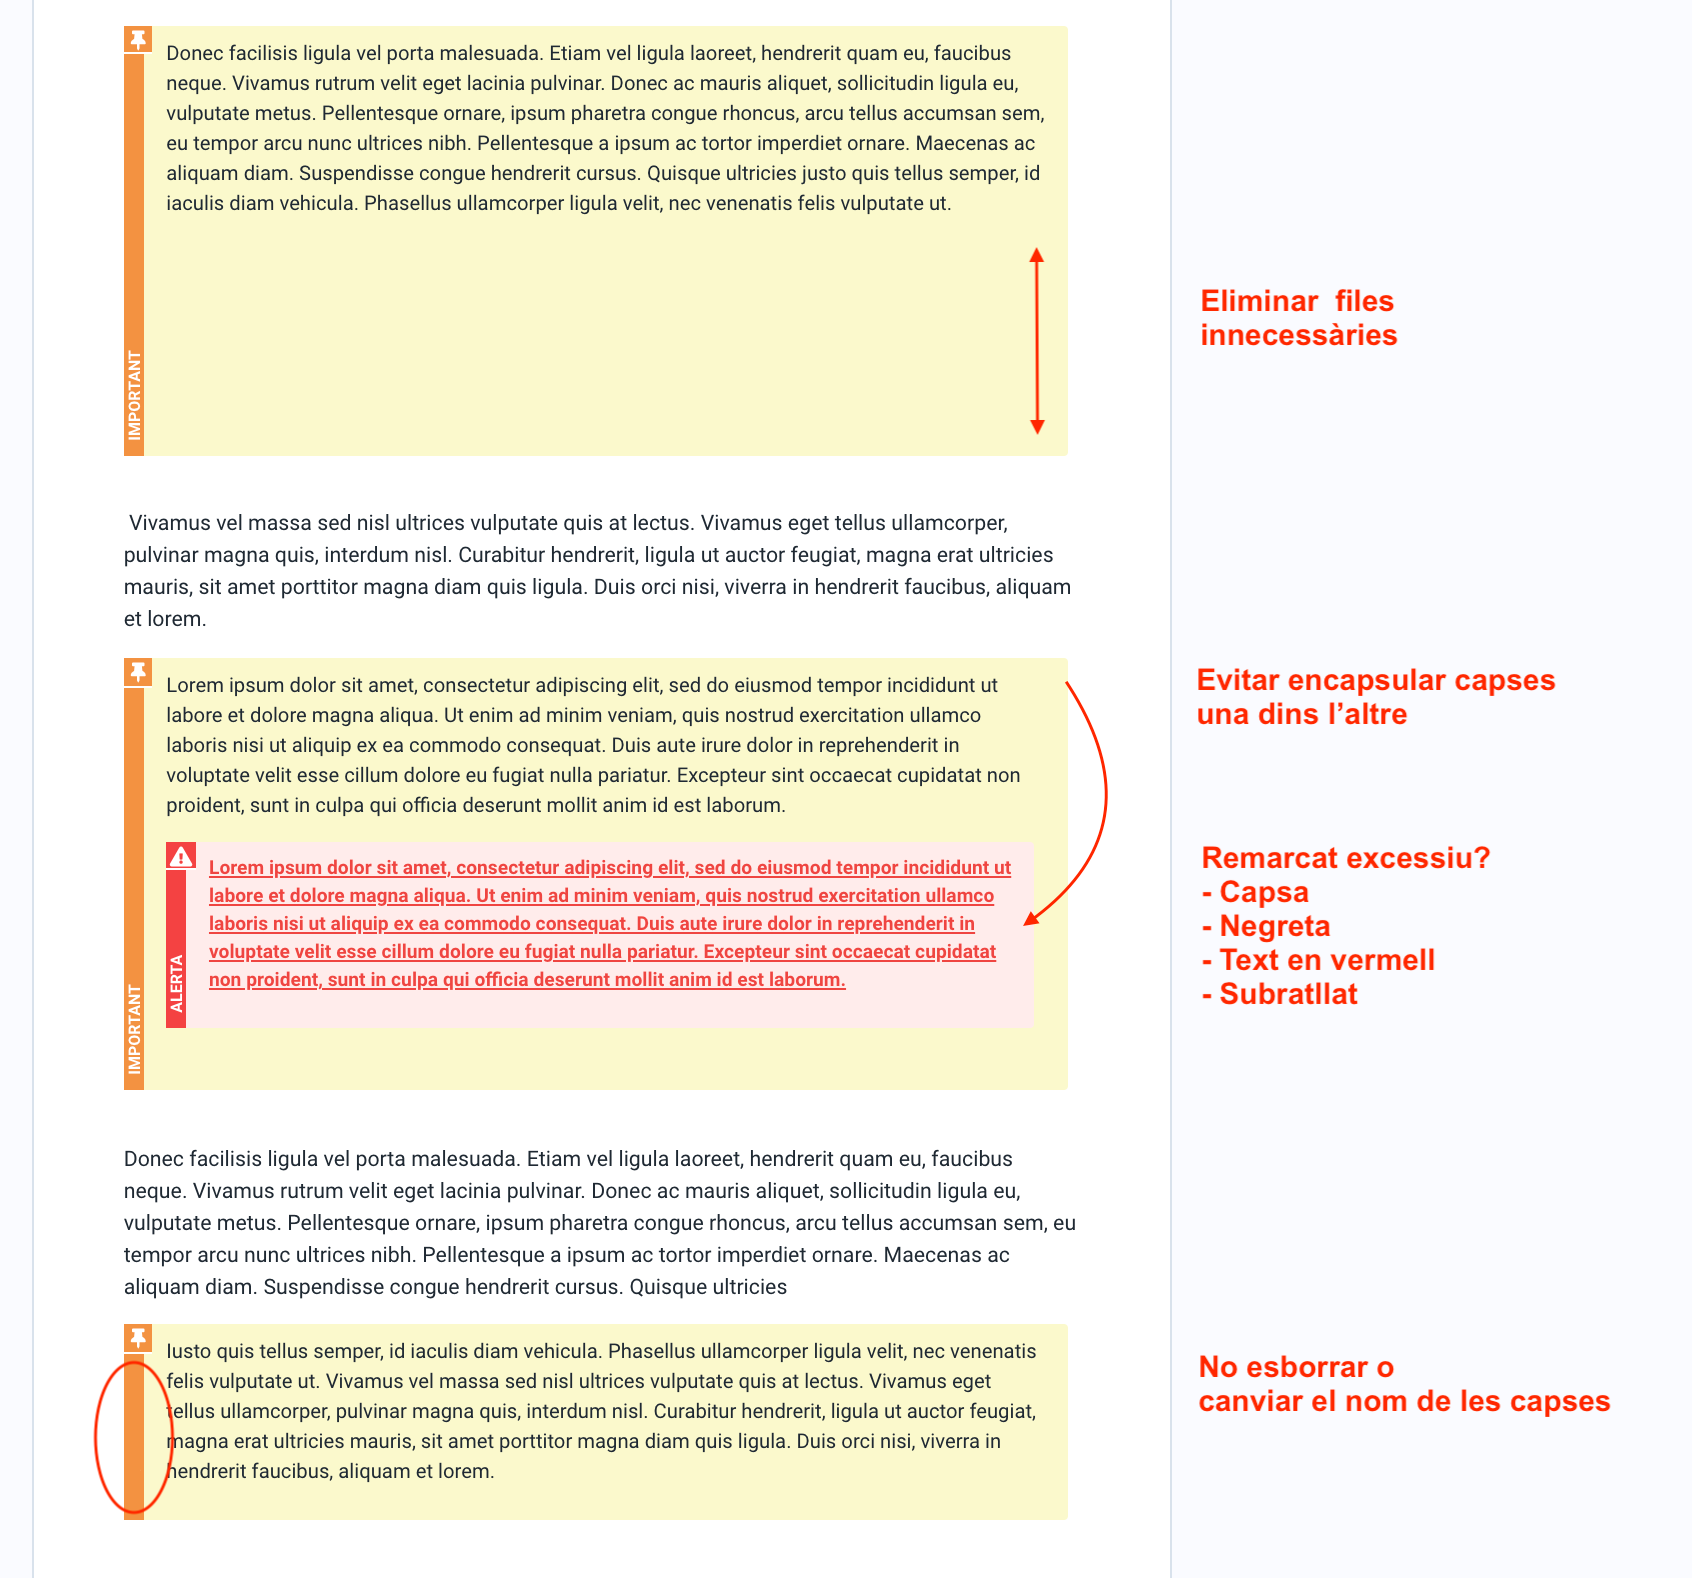 Donec facilisis ligula vel porta malesuada. Etiam vel ligula laoreet, hendrerit quam eu, faucibus
neque. Vivamus rutrum velit eget lacinia pulvinar. Donec ac mauris aliquet, sollicitudin ligula eu,
vulputate metus. Pellentesque ornare, ipsum pharetra congue rhoncus, arcu tellus accumsan sem,
eu tempor arcu nunc ultrices nibh. Pellentesque a ipsum ac tortor imperdiet ornare. Maecenas ac
aliquam diam. Suspendisse congue hendrerit cursus. Quisque ultricies justo quis tellus semper, id
iaculis diam vehicula. Phasellus ullamcorper ligula velit, nec venenatis felis vulputate ut.
IMPORTANT
Eliminar files
innecessàries
Vivamus vel massa sed nisl ultrices vulputate quis at lectus. Vivamus eget tellus ullamcorper,
pulvinar magna quis, interdum nisl. Curabitur hendrerit, ligula ut auctor feugiat, magna erat ultricies
mauris, sit amet porttitor magna diam quis ligula. Duis orci nisi, viverra in hendrerit faucibus, aliquam
et lorem.
Lorem ipsum dolor sit amet, consectetur adipiscing elit, sed do eiusmod tempor incididunt ut
labore et dolore magna aliqua. Ut enim ad minim veniam, quis nostrud exercitation ullamco
laboris nisi ut aliquip ex ea commodo consequat. Duis aute irure dolor in reprehenderit in
voluptate velit esse cillum dolore eu fugiat nulla pariatur. Excepteur sint occaecat cupidatat non
proident, sunt in culpa qui officia deserunt mollit anim id est laborum.
IMPORTANT
Evitar encapsular capses
una dins l’altre
Lorem ipsum dolor sit amet, consectetur adipiscing elit, sed do eiusmod tempor incididunt ut
labore et dolore magna aliqua. Ut enim ad minim veniam, quis nostrud exercitation ullamco
laboris nisi ut aliquip ex ea commodo consequat. Duis aute irure dolor in reprehenderit in
voluptate velit esse cillum dolore eu fugiat nulla pariatur. Excepteur sint occaecat cupidatat
non proident, sunt in culpa qui officia deserunt mollit anim id est laborum.
ALERTA
Remarcat excessiu?
- Capsa
- Negreta
- Text en vermell
- Subratllat
Donec facilisis ligula vel porta malesuada. Etiam vel ligula laoreet, hendrerit quam eu, faucibus
neque. Vivamus rutrum velit eget lacinia pulvinar. Donec ac mauris aliquet, sollicitudin ligula eu,
vulputate metus. Pellentesque ornare, ipsum pharetra congue rhoncus, arcu tellus accumsan sem, eu
tempor arcu nunc ultrices nibh. Pellentesque a ipsum ac tortor imperdiet ornare. Maecenas ac
aliquam diam. Suspendisse congue hendrerit cursus. Quisque ultricies
Iusto quis tellus semper, id iaculis diam vehicula. Phasellus ullamcorper ligula velit, nec venenatis
felis vulputate ut. Vivamus vel massa sed nisl ultrices vulputate quis at lectus. Vivamus eget
tellus ullamcorper, pulvinar magna quis, interdum nisl. Curabitur hendrerit, ligula ut auctor feugiat,
magna erat ultricies mauris, sit amet porttitor magna diam quis ligula. Duis orci nisi, viverra in
hendrerit faucibus, aliquam et lorem.
No esborrar o
canviar el nom de les capses